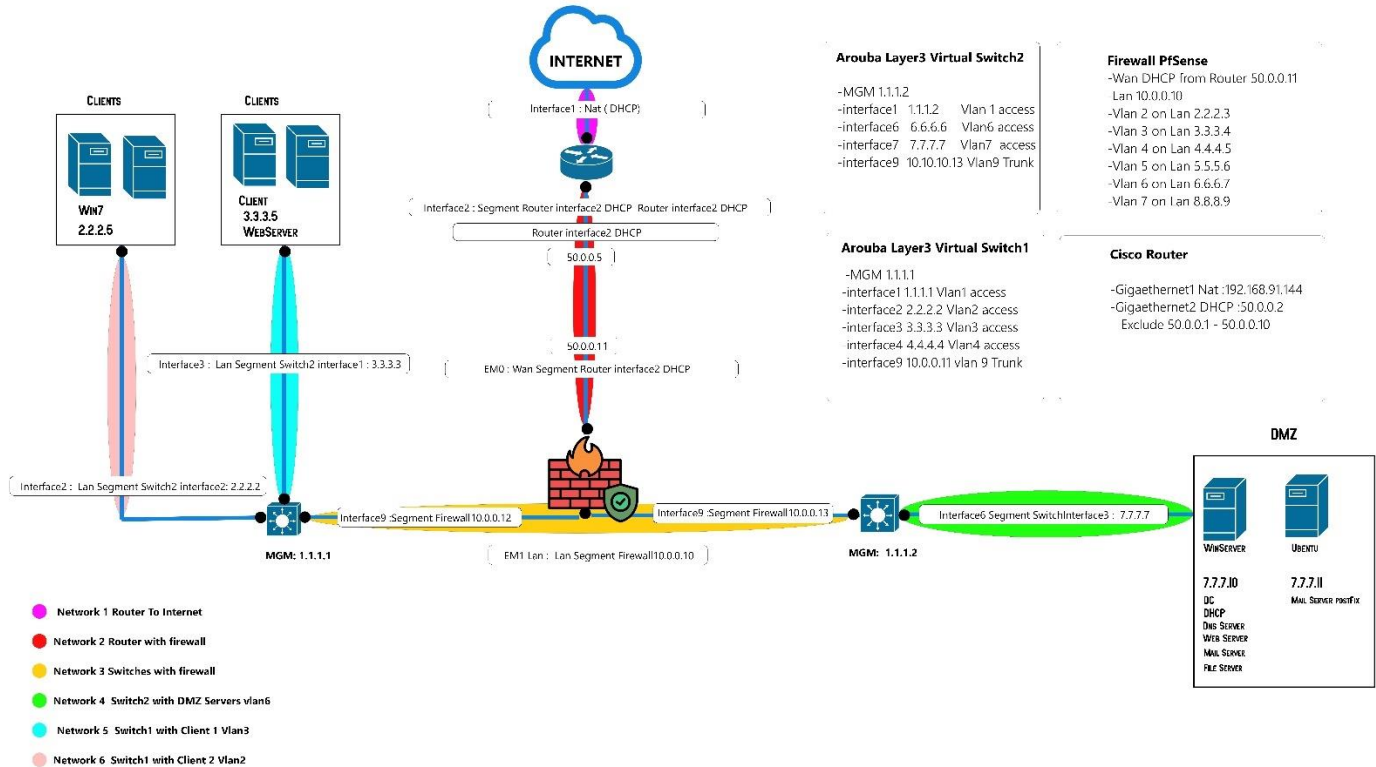 INTERNET
Interface1 : Nat ( DHCP)
Clients
Win7
2.2.2.5
Clients
Client
3.3.3.5
WebServer
Interface2 : Segment Router interface2 DHCP Router interface2 DHCP
Router interface2 DHCP
50.0.0.5
50.0.0.11
EM0 : Wan Segment Router interface2 DHCP
Interface3 : Lan Segment Switch2 interface1 : 3.3.3.3
Interface2 : Lan Segment Switch2 interface2: 2.2.2.2
Interface9 :Segment Firewall10.0.0.12
Interface9 :Segment Firewall10.0.0.13
EM1 Lan : Lan Segment Firewall10.0.0.10
MGM: 1.1.1.1
MGM: 1.1.1.2
Interface6 Segment SwitchInterface3 : 7.7.7.7
Arouba Layer3 Virtual Switch2
-MGM 1.1.1.2
-interface1 1.1.1.2 Vlan 1 access
-interface6 6.6.6.6 Vlan6 access
-interface7 7.7.7.7 Vlan7 access
-interface9 10.10.10.13 Vlan9 Trunk
Firewall PfSense
-Wan DHCP from Router 50.0.0.11
Lan 10.0.0.10
-Vlan 2 on Lan 2.2.2.3
-Vlan 3 on Lan 3.3.3.4
-Vlan 4 on Lan 4.4.4.5
-Vlan 5 on Lan 5.5.5.6
-Vlan 6 on Lan 6.6.6.7
-Vlan 7 on Lan 8.8.8.9
Arouba Layer3 Virtual Switch1
-MGM 1.1.1.1
-interface1 1.1.1.1 Vlan1 access
-interface2 2.2.2.2 Vlan2 access
-interface3 3.3.3.3 Vlan3 access
-interface4 4.4.4.4 Vlan4 access
-interface9 10.0.0.11 vlan 9 Trunk
Cisco Router
-Gigaethernet1 Nat :192.168.91.144
-Gigaethernet2 DHCP :50.0.0.2
Exclude 50.0.0.1 - 50.0.0.10
DMZ
WinServer
7.7.7.10
DC
DHCP
Dns Server
Web Server
Mail Server
File Server
Ubentu
7.7.7.11
Mail Server postFix
Network 1 Router To Internet
Network 2 Router with firewall
Network 3 Switches with firewall
Network 4 Switch2 with DMZ Servers vlan6
Network 5 Switch1 with Client 1 Vlan3
Network 6 Switch1 with Client 2 Vlan2